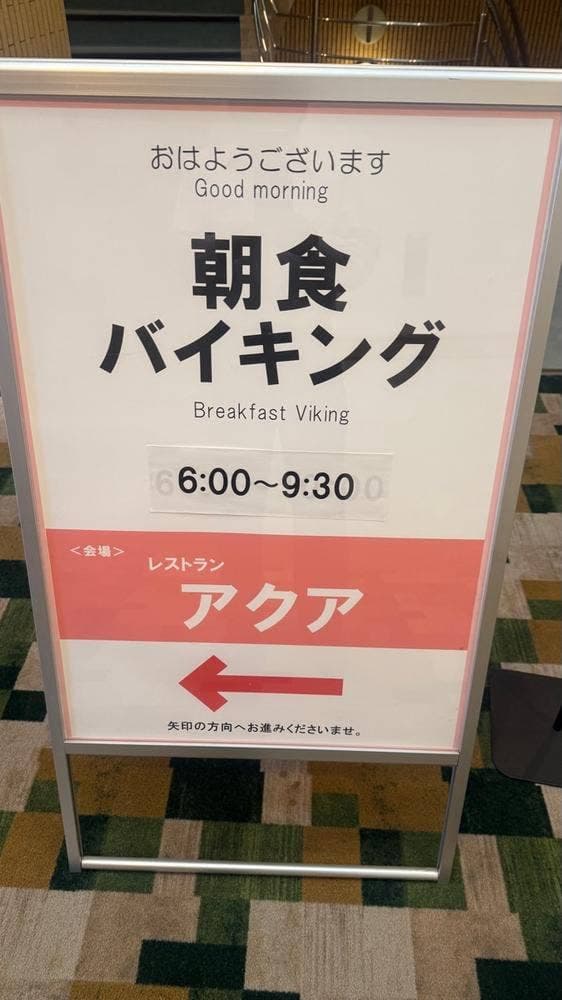 おはようございます
Good morning
朝食
バイキング
Breakfast Viking
6:00～9:30
＜会場＞
レストラン
アクア
矢印の方向へお進みくださいませ。